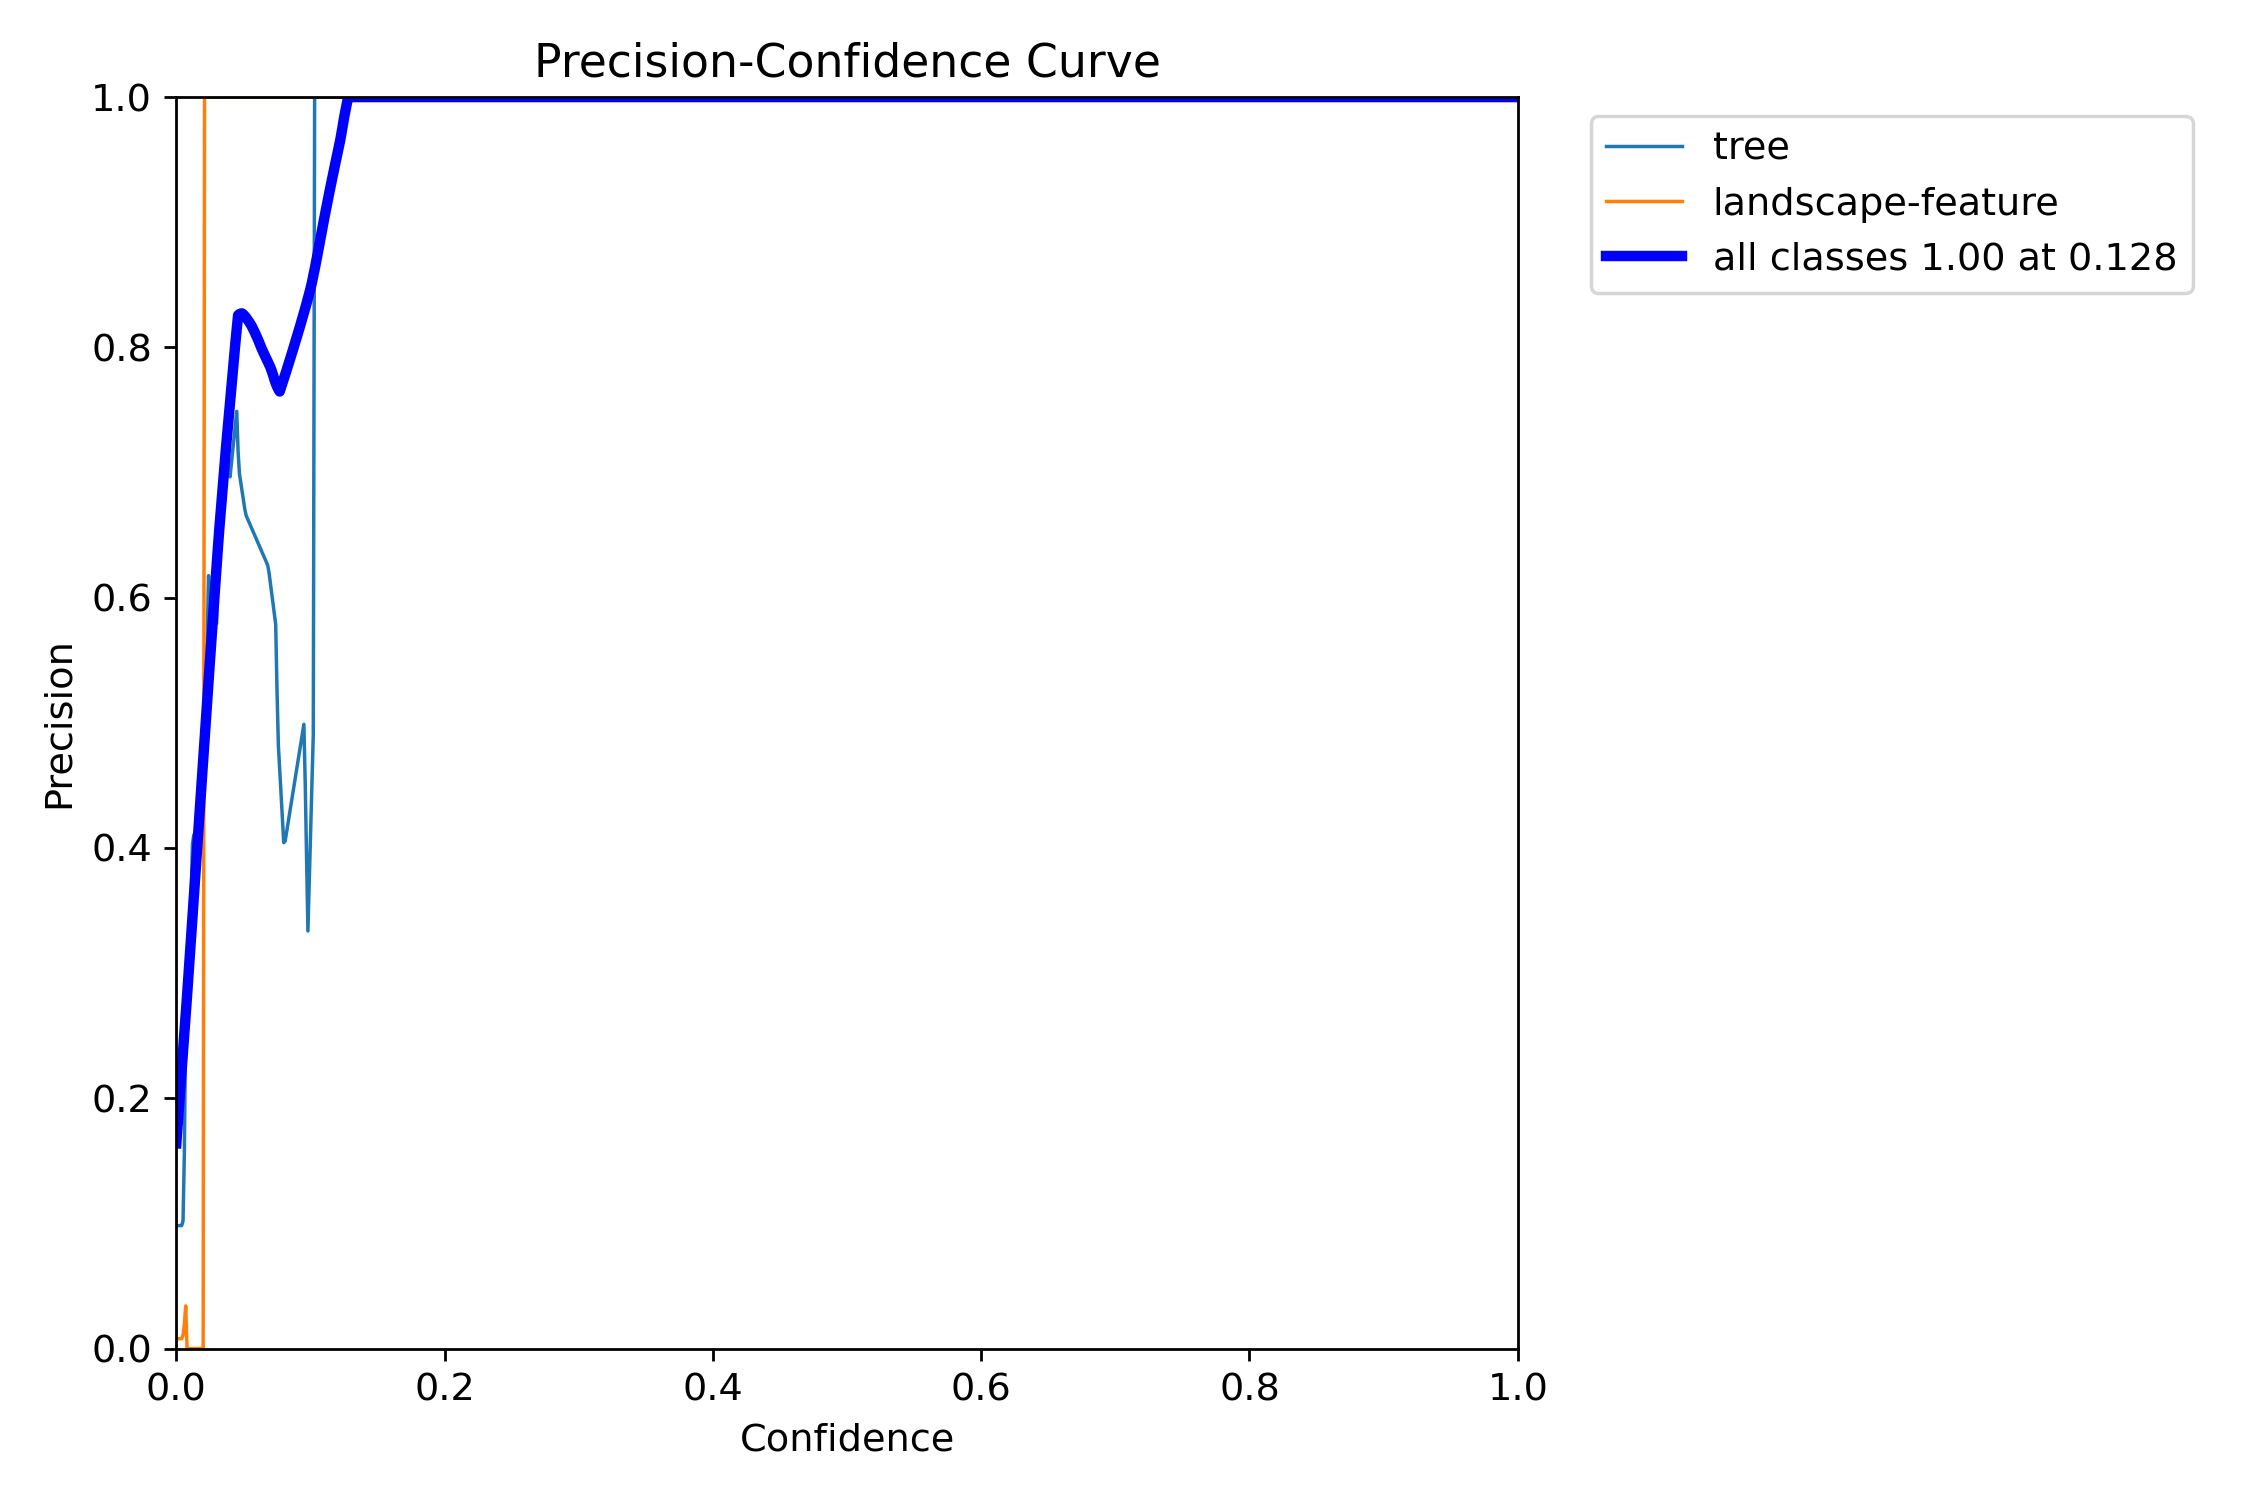 Precision-Confidence Curve
1.0
0.8
0.6
0.4
0.2
0.0
Precision
0.0 0.2 0.4 0.6 0.8 1.0
Confidence
tree
landscape-feature
all classes 1.00 at 0.128